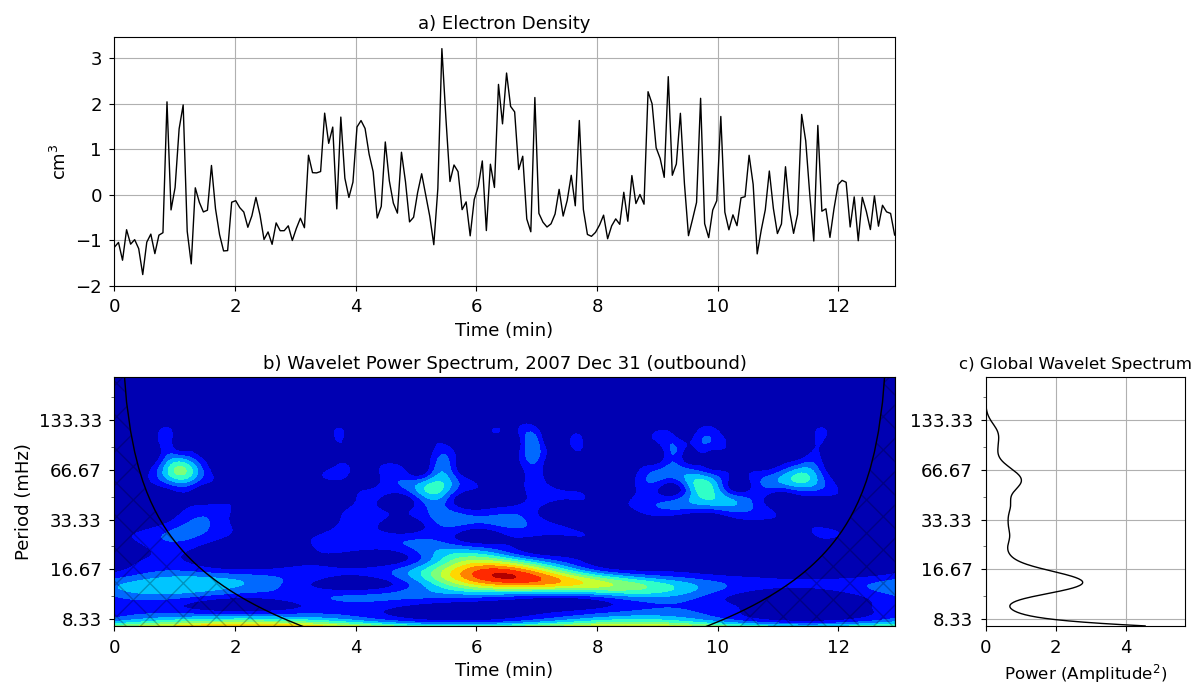 a) Electron Density
3
2
1
0
−1
−2
cm³
0 2 4 6 8 10 12
Time (min)
b) Wavelet Power Spectrum, 2007 Dec 31 (outbound)
133.33
66.67
33.33
16.67
8.33
Period (mHz)
0 2 4 6 8 10 12
Time (min)
c) Global Wavelet Spectrum
133.33
66.67
33.33
16.67
8.33
0 2 4
Power (Amplitude²)